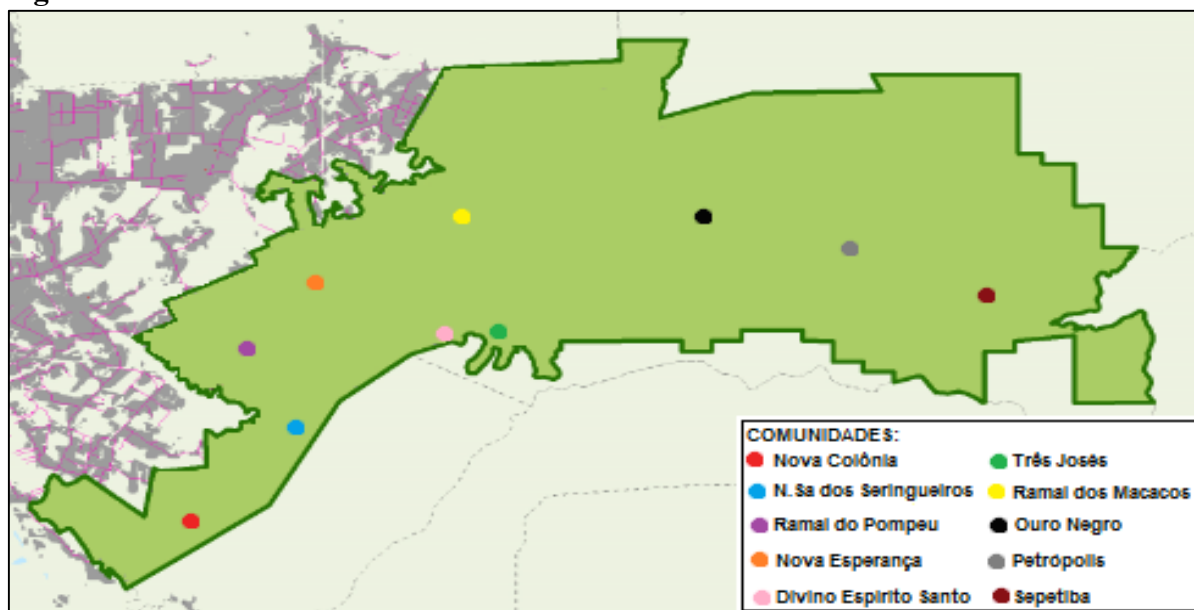 COMUNIDADES:
Nova Colônia
Três Josés
N.Sa dos Seringueiros
Ramal dos Macacos
Ramal do Pompeu
Ouro Negro
Nova Esperança
Petrópolis
Divino Espirito Santo
Sepetiba